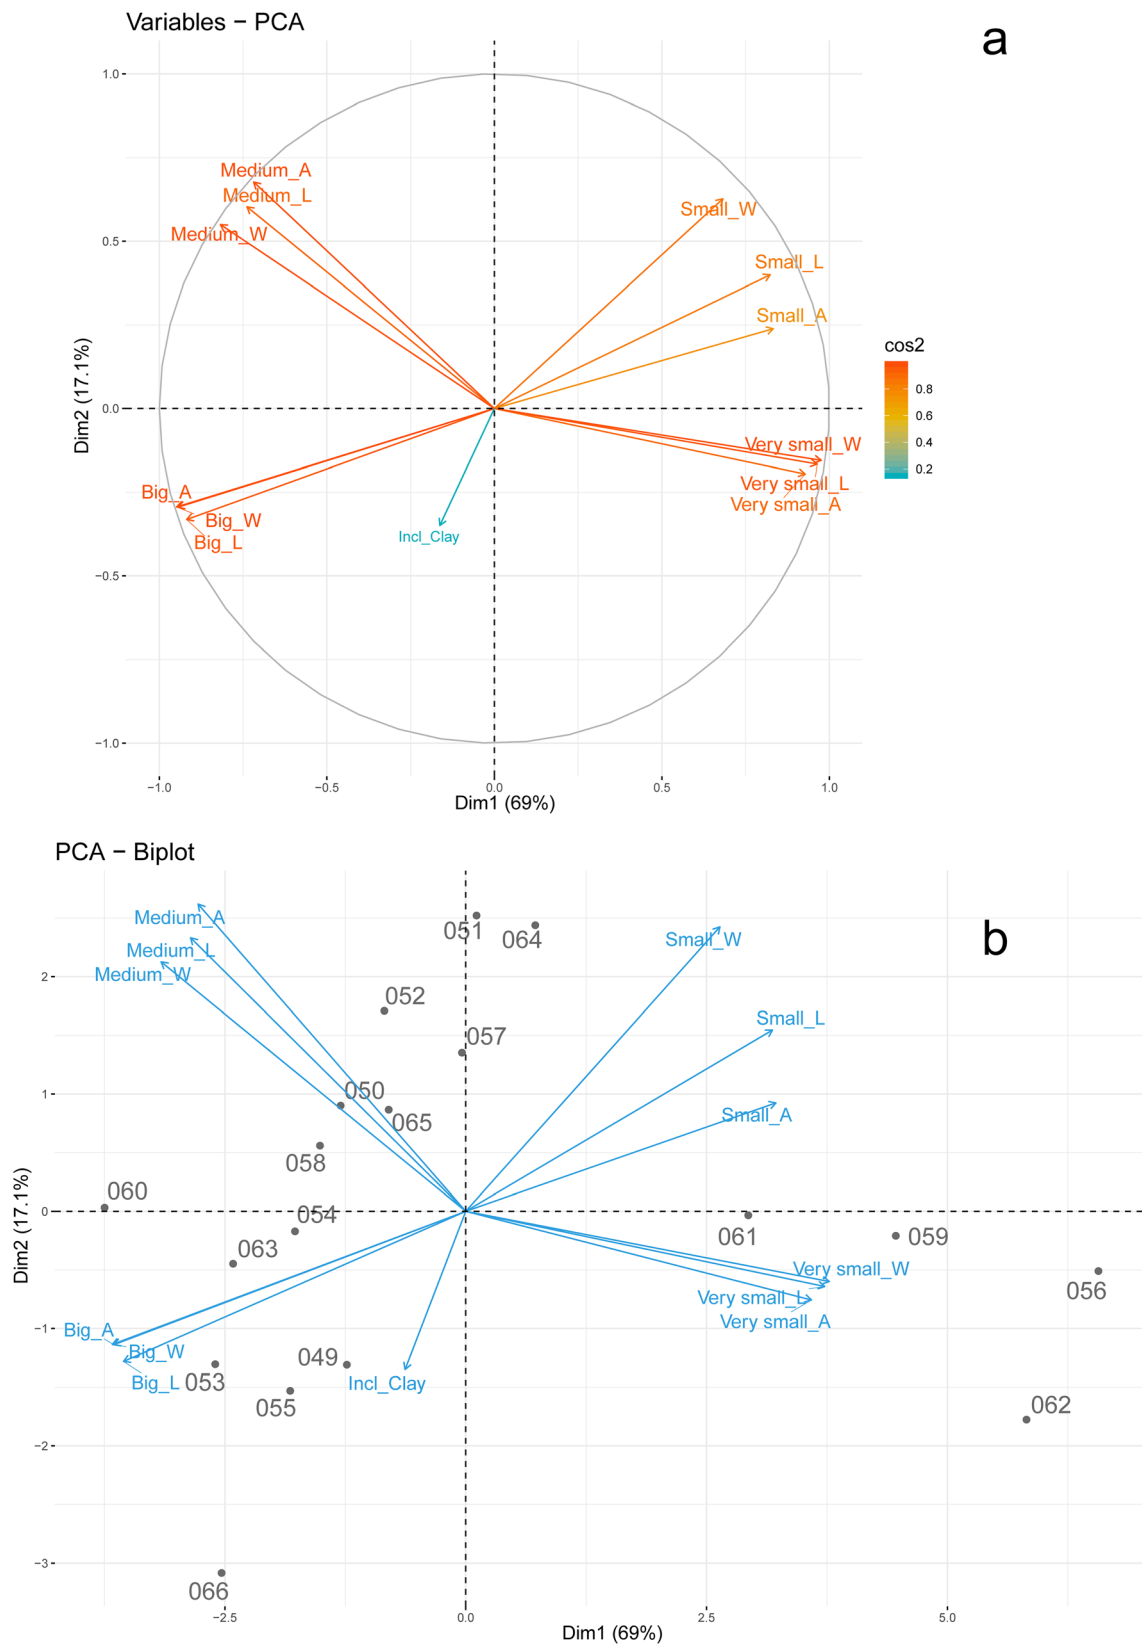 Variables − PCA
a
1.0
Medium_A
Medium_L
Medium_W
Small_W
0.5
Small_L
Small_A
cos2
0.8
0.6
0.4
0.2
Dim2 (17.1%)
0.0
Very small_W
Very small_L
Very small_A
Big_A
Big_W
Big_L
Incl_Clay
−0.5
−1.0
−1.0
−0.5
0.0
0.5
1.0
Dim1 (69%)
PCA − Biplot
b
Medium_A
Medium_L
Medium_W
051
064
Small_W
2
052
Small_L
057
050
1
065
Small_A
058
060
054
0
063
061
059
Dim2 (17.1%)
Very small_W
056
Very small_L
Very small_A
Big_A
−1
Big_W
049
Big_L
053
Incl_Clay
055
062
−2
−3
066
−2.5
0.0
2.5
5.0
Dim1 (69%)